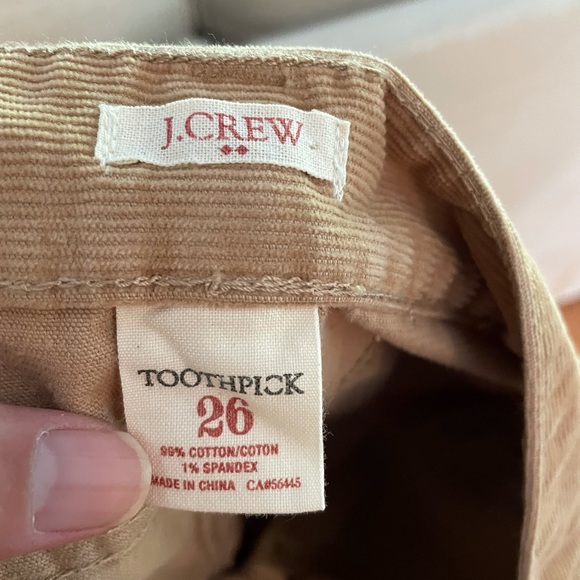 J.CREW
TOOTHPICK
26
99% COTTON/COTON
1% SPANDEX
MADE IN CHINA CA#56445